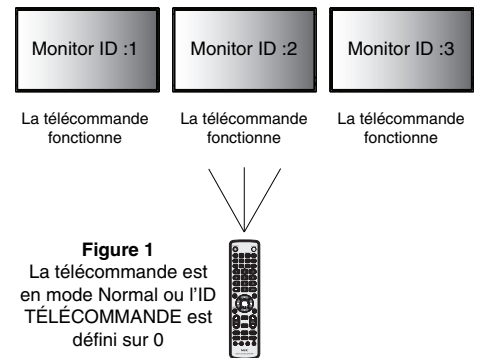 Monitor ID :1
Monitor ID :2
Monitor ID :3
La télécommande
fonctionne
La télécommande
fonctionne
La télécommande
fonctionne
Figure 1
La télécommande est
en mode Normal ou l’ID
TÉLÉCOMMANDE est
défini sur 0